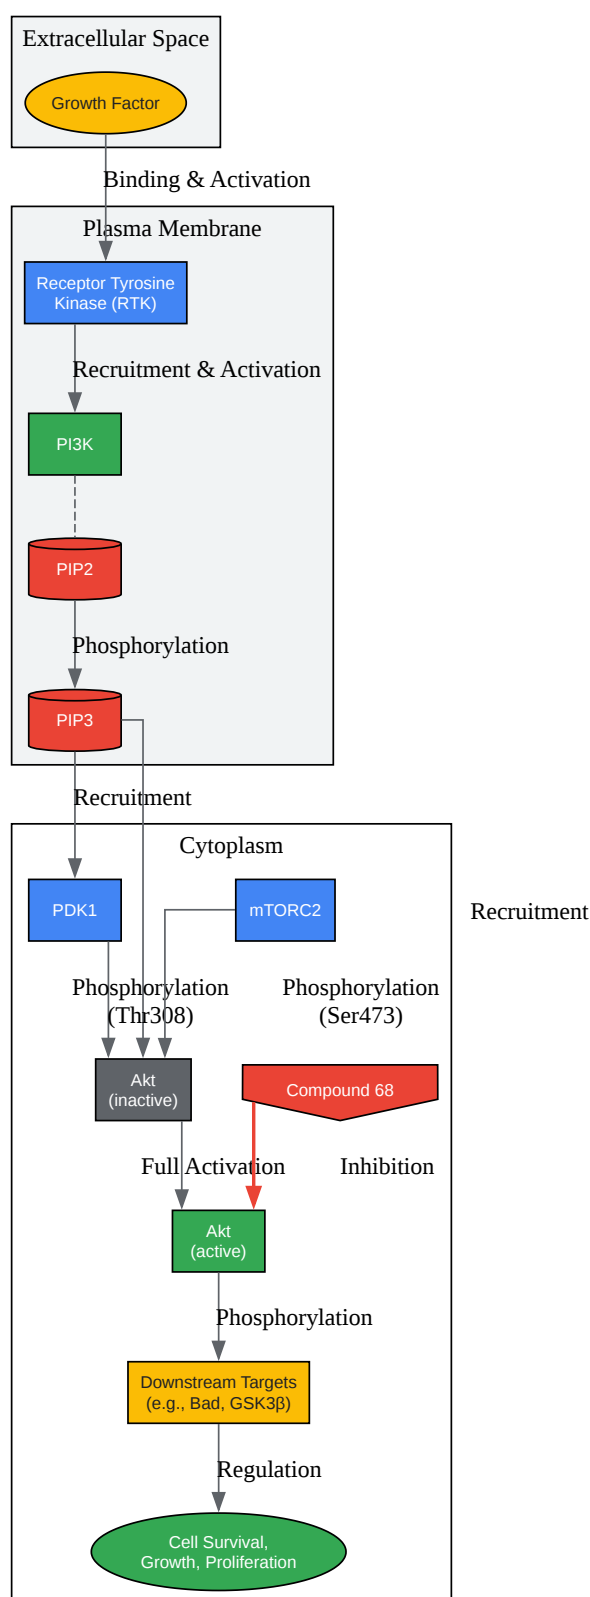 Extracellular Space
Growth Factor
Binding & Activation
Plasma Membrane
Receptor Tyrosine
Kinase (RTK)
Recruitment & Activation
PI3K
PIP2
Phosphorylation
PIP3
Recruitment
Cytoplasm
PDK1
mTORC2
Recruitment
Phosphorylation
(Thr308)
Phosphorylation
(Ser473)
Akt
(inactive)
Compound 68
Full Activation
Inhibition
Akt
(active)
Phosphorylation
Downstream Targets
(e.g., Bad, GSK3β)
Regulation
Cell Survival,
Growth, Proliferation